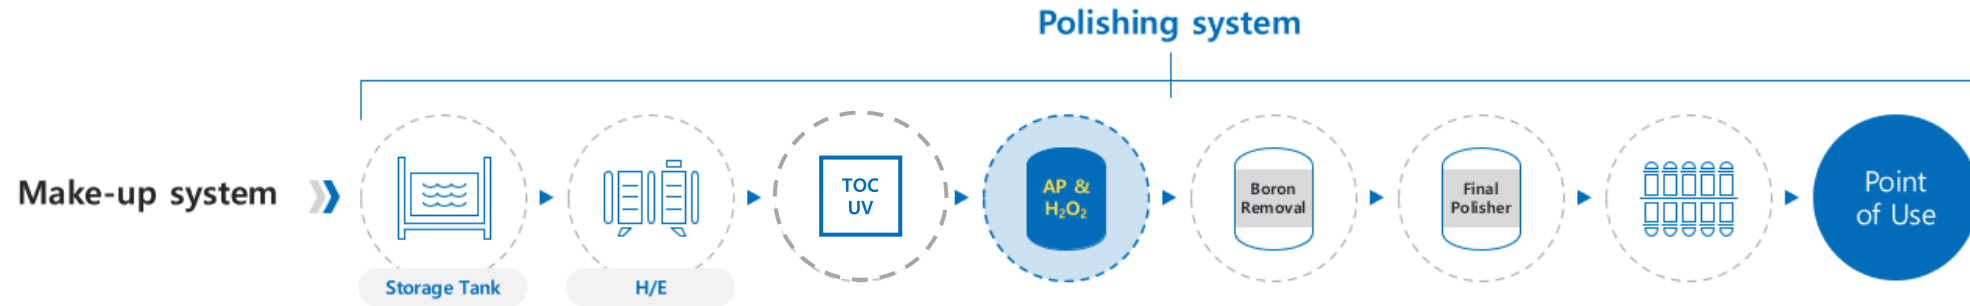 Polishing system
Make-up system
Storage Tank
H/E
TOC
UV
AP &
H₂O₂
Boron
Removal
Final
Polisher
Point
of Use